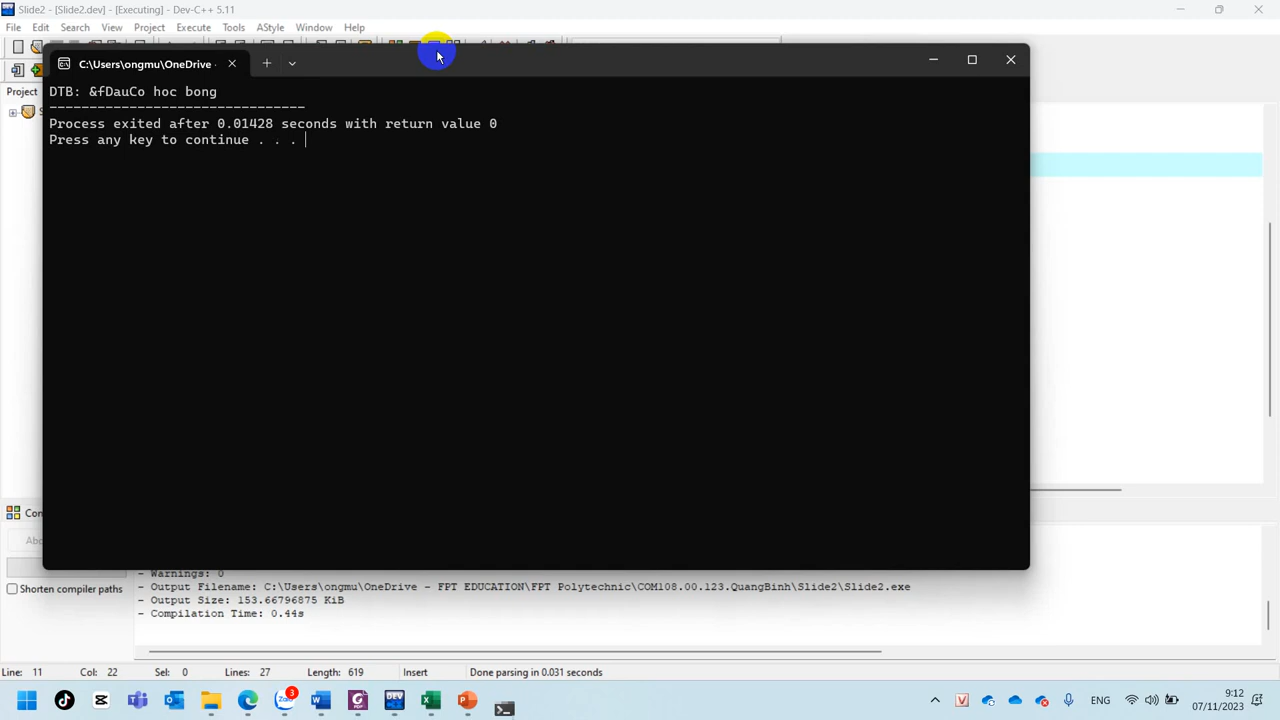 Slide2 - [Slide2.dev] - [Executing] - Dev-C++ 5.11
File Edit Search View Project Execute Tools AStyle Window Help
C:\Users\ongmu\OneDrive -
Project
DTB: &fDauCo hoc bong
--------------------------------
Process exited after 0.01428 seconds with return value 0
Press any key to continue . . .
- Warnings: 0
- Output Filename: C:\Users\ongmu\OneDrive - FPT EDUCATION\FPT Polytechnic\COM108.00.123.QuangBinh\Slide2\Slide2.exe
Shorten compiler paths
- Output Size: 153.66796875 KiB
- Compilation Time: 0.44s
Line: 11 Col: 22 Sel: 0 Lines: 27 Length: 619 Insert Done parsing in 0.031 seconds
3
ENG
9:12
07/11/2023